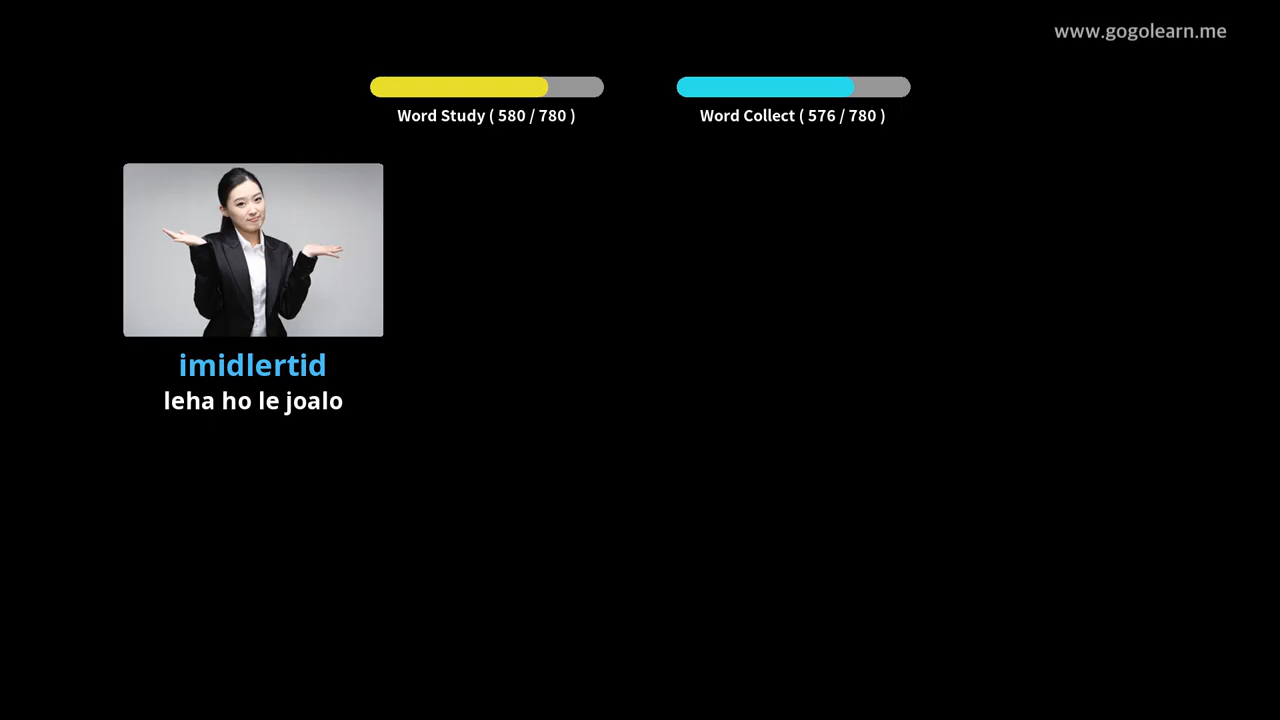 www.gogolearn.me
Word Study ( 580 / 780 )
Word Collect ( 576 / 780 )
imidlertid
leha ho le joalo